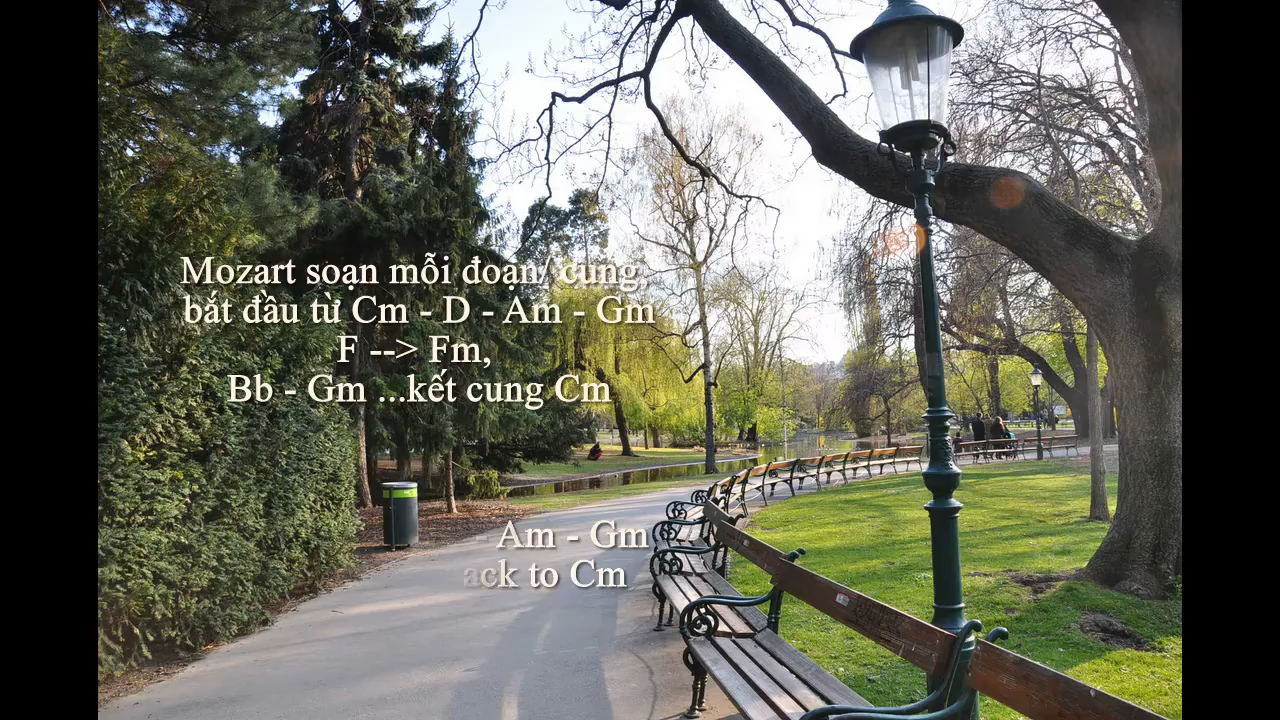 Mozart soạn mỗi đoạn/ cung,
bắt đầu từ Cm - D - Am - Gm
F --> Fm,
Bb - Gm ...kết cung Cm
- Am - Gm
ack to Cm